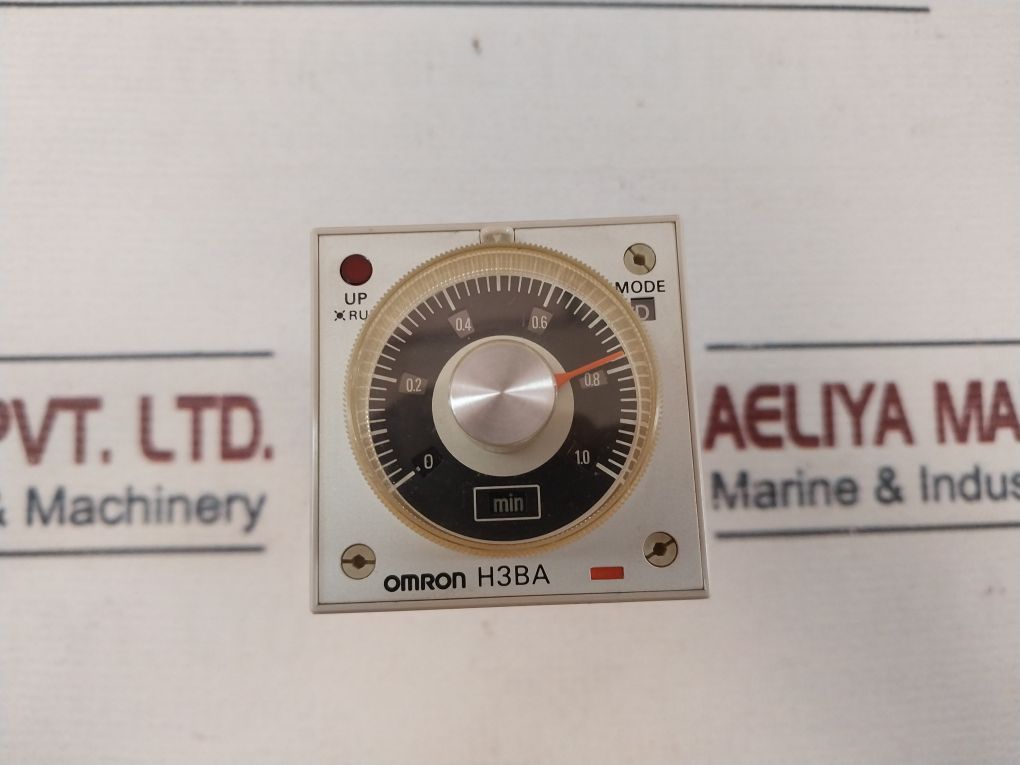 UP
RU
MODE
D
0.4
0.6
0.2
0.8
0
1.0
min
OMRON H3BA
PVT. LTD.
& Machinery
AELIYA MA
Marine & Indus